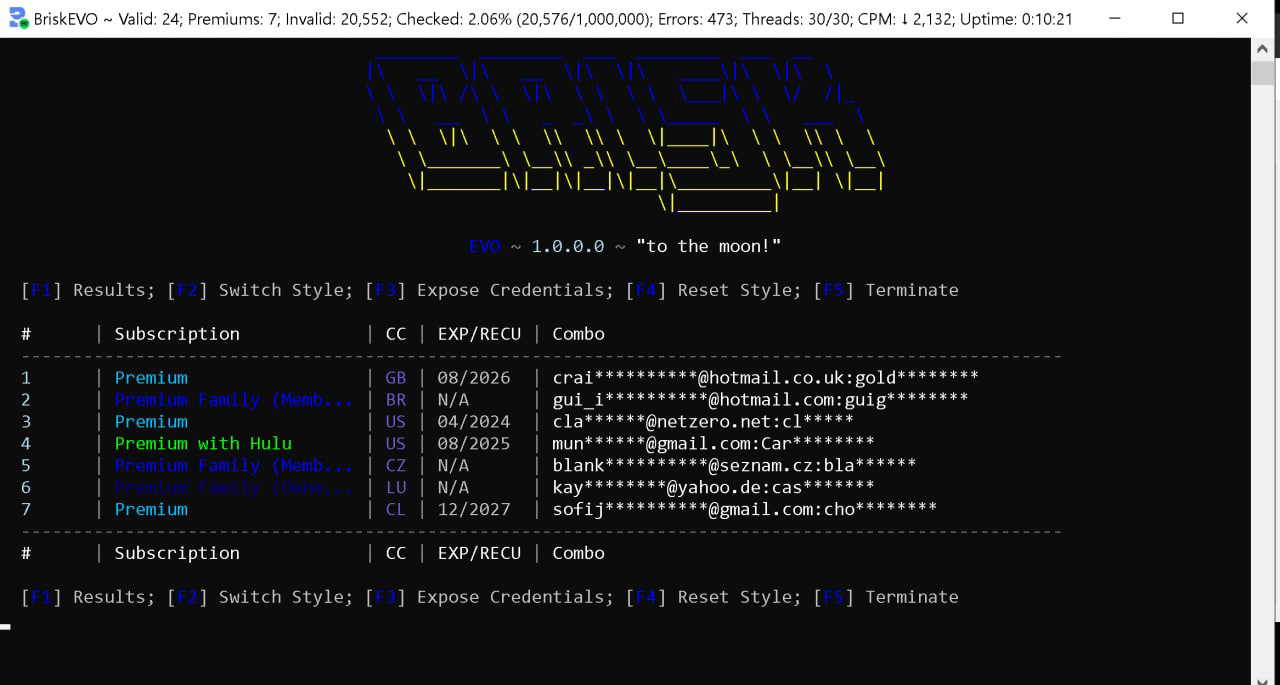 BriskEVO ~ Valid: 24; Premiums: 7; Invalid: 20,552; Checked: 2.06% (20,576/1,000,000); Errors: 473; Threads: 30/30; CPM: ↓ 2,132; Uptime: 0:10:21
BRISK
EVO ~ 1.0.0.0 ~ "to the moon!"
[F1] Results; [F2] Switch Style; [F3] Expose Credentials; [F4] Reset Style; [F5] Terminate
# | Subscription | CC | EXP/RECU | Combo
1 | Premium | GB | 08/2026 | crai**********@hotmail.co.uk:gold********
2 | Premium Family (Memb... | BR | N/A | gui_i**********@hotmail.com:guig********
3 | Premium | US | 04/2024 | cla******@netzero.net:cl*****
4 | Premium with Hulu | US | 08/2025 | mun******@gmail.com:Car********
5 | Premium Family (Memb... | CZ | N/A | blank**********@seznam.cz:bla******
6 | Premium Family (Owne... | LU | N/A | kay********@yahoo.de:cas*******
7 | Premium | CL | 12/2027 | sofij**********@gmail.com:cho********
# | Subscription | CC | EXP/RECU | Combo
[F1] Results; [F2] Switch Style; [F3] Expose Credentials; [F4] Reset Style; [F5] Terminate